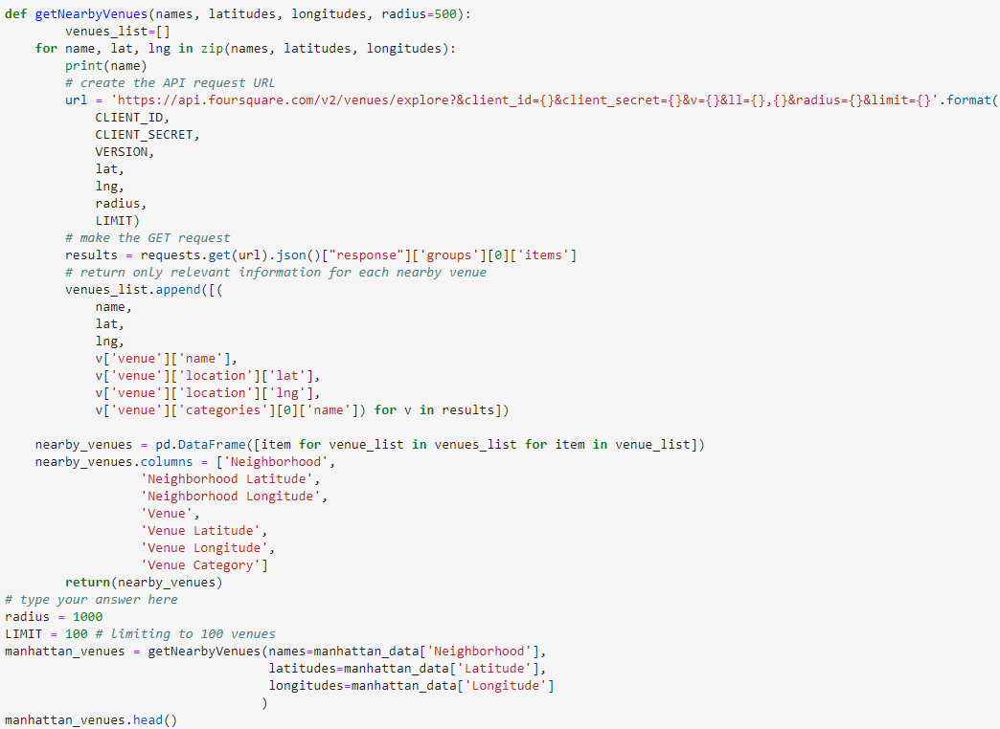 def getNearbyVenues(names, latitudes, longitudes, radius=500):
        venues_list=[]
    for name, lat, lng in zip(names, latitudes, longitudes):
        print(name)
        # create the API request URL
        url = 'https://api.foursquare.com/v2/venues/explore?&client_id={}&client_secret={}&v={}&ll={},{}&radius={}&limit={}'.format(
            CLIENT_ID,
            CLIENT_SECRET,
            VERSION,
            lat,
            lng,
            radius,
            LIMIT)
        # make the GET request
        results = requests.get(url).json()["response"]['groups'][0]['items']
        # return only relevant information for each nearby venue
        venues_list.append([(
            name,
            lat,
            lng,
            v['venue']['name'],
            v['venue']['location']['lat'],
            v['venue']['location']['lng'],
            v['venue']['categories'][0]['name']) for v in results])

    nearby_venues = pd.DataFrame([item for venue_list in venues_list for item in venue_list])
    nearby_venues.columns = ['Neighborhood',
                  'Neighborhood Latitude',
                  'Neighborhood Longitude',
                  'Venue',
                  'Venue Latitude',
                  'Venue Longitude',
                  'Venue Category']
        return(nearby_venues)
# type your answer here
radius = 1000
LIMIT = 100 # limiting to 100 venues
manhattan_venues = getNearbyVenues(names=manhattan_data['Neighborhood'],
                                   latitudes=manhattan_data['Latitude'],
                                   longitudes=manhattan_data['Longitude']
                                  )
manhattan_venues.head()